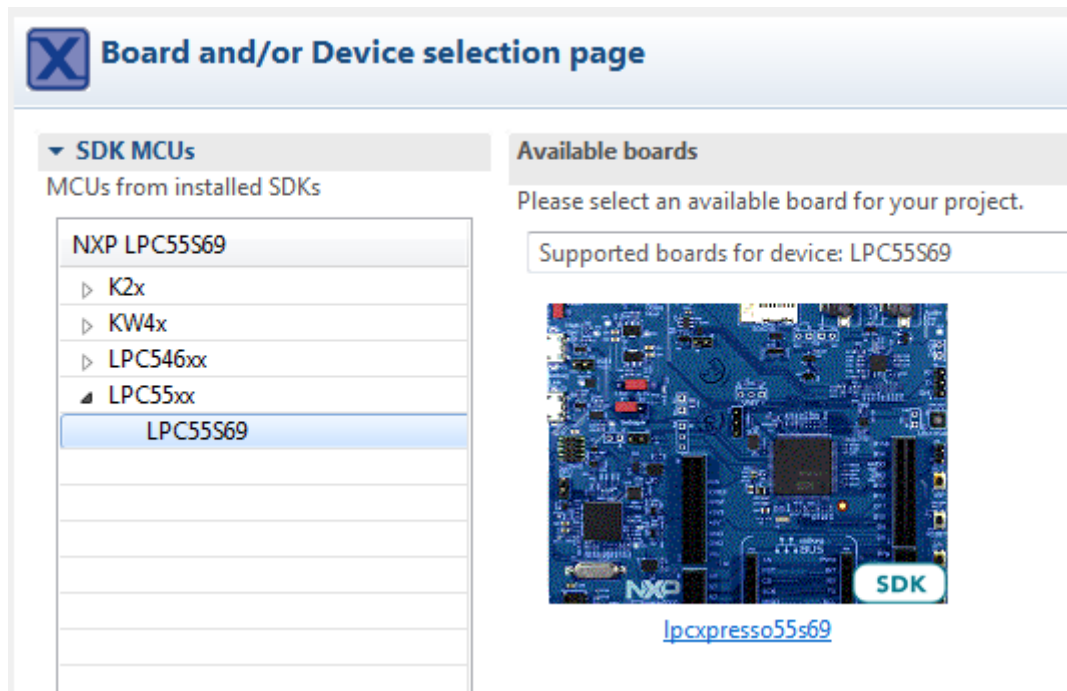 Board and/or Device selection page
SDK MCUs
MCUs from installed SDKs
NXP LPC55S69
K2x
KW4x
LPC546xx
LPC55xx
LPC55S69
Available boards
Please select an available board for your project.
Supported boards for device: LPC55S69
BUS
NXP
SDK
lpcxpresso55s69